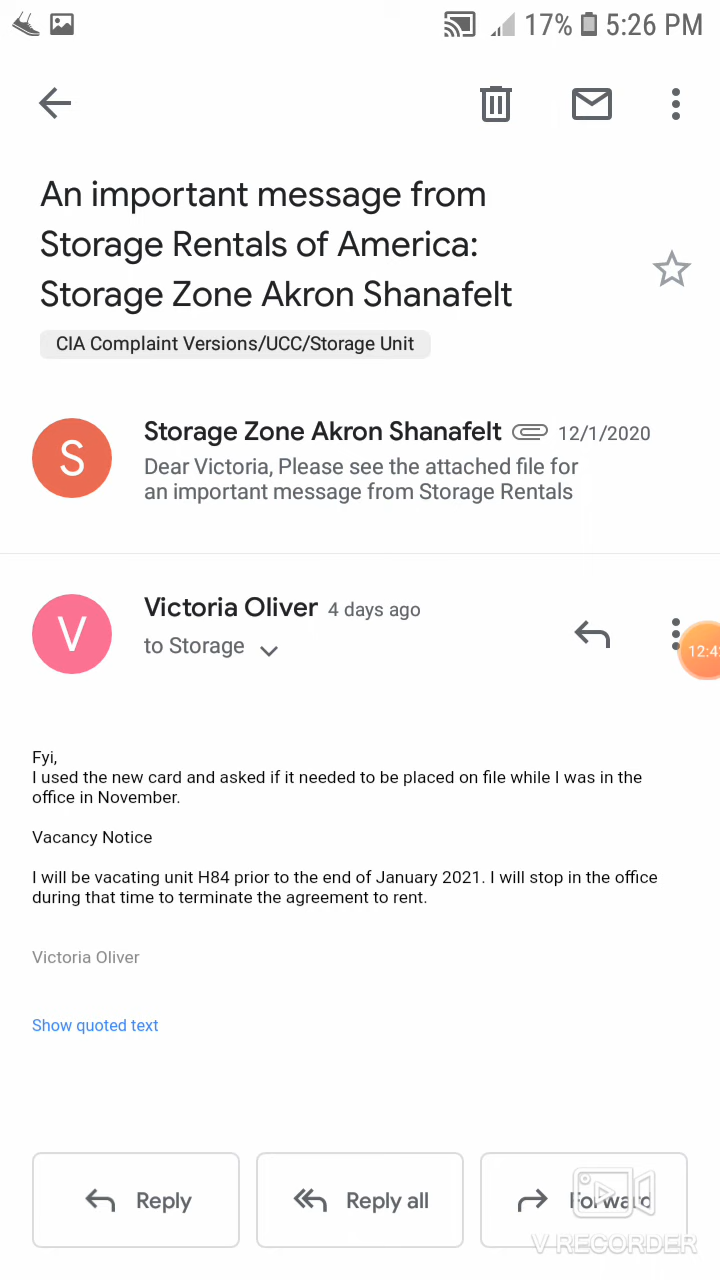 17% 5:26 PM
An important message from
Storage Rentals of America:
Storage Zone Akron Shanafelt
CIA Complaint Versions/UCC/Storage Unit
S
Storage Zone Akron Shanafelt 12/1/2020
Dear Victoria, Please see the attached file for
an important message from Storage Rentals
V
Victoria Oliver 4 days ago
to Storage
12:4
Fyi,
I used the new card and asked if it needed to be placed on file while I was in the
office in November.
Vacancy Notice
I will be vacating unit H84 prior to the end of January 2021. I will stop in the office
during that time to terminate the agreement to rent.
Victoria Oliver
Show quoted text
Reply Reply all Forward
V RECORDER